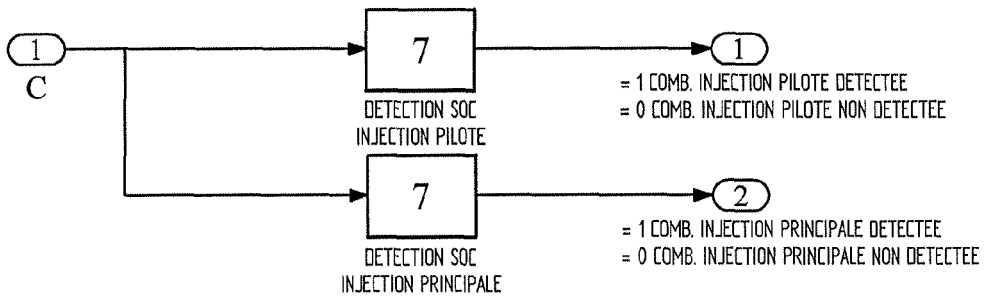 1
C
7
DETECTION SOC
INJECTION PILOTE
1
= 1 COMB. INJECTION PILOTE DETECTEE
= 0 COMB. INJECTION PILOTE NON DETECTEE
7
DETECTION SOC
INJECTION PRINCIPALE
2
= 1 COMB. INJECTION PRINCIPALE DETECTEE
= 0 COMB. INJECTION PRINCIPALE NON DETECTEE